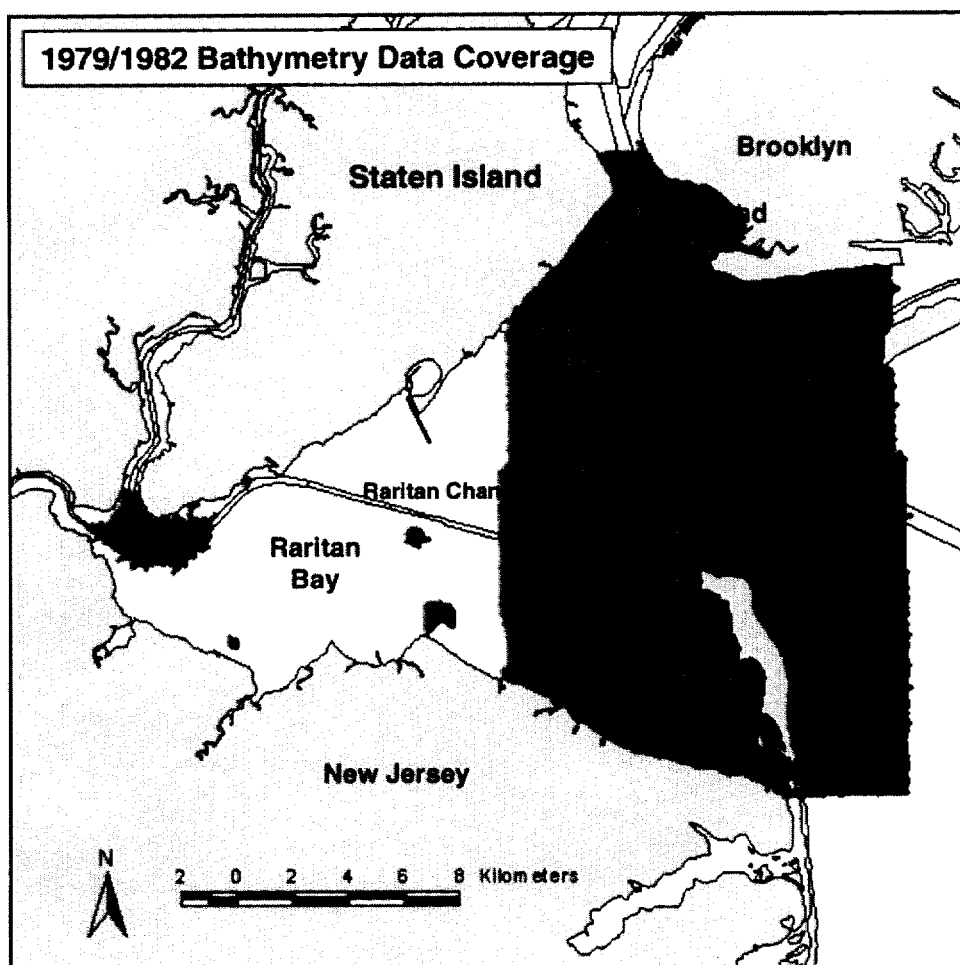 1979/1982 Bathymetry Data Coverage
Brooklyn
Staten Island
Raritan
Raritan
Bay
New Jersey
N
2 0 2 4 6 8 Kilometers